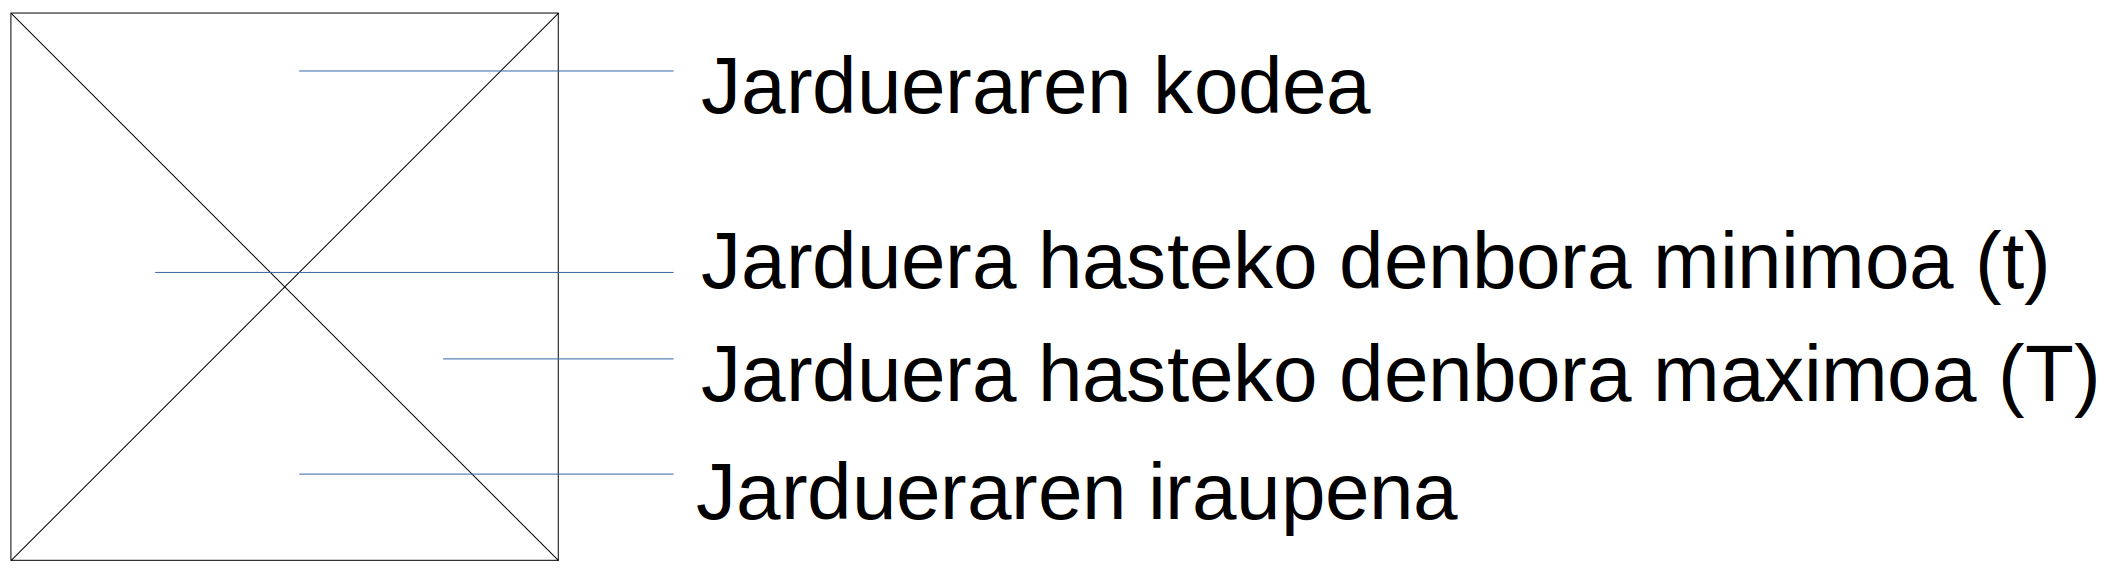 Jardueraren kodea
Jarduera hasteko denbora minimoa (t)
Jarduera hasteko denbora maximoa (T)
Jardueraren iraupena